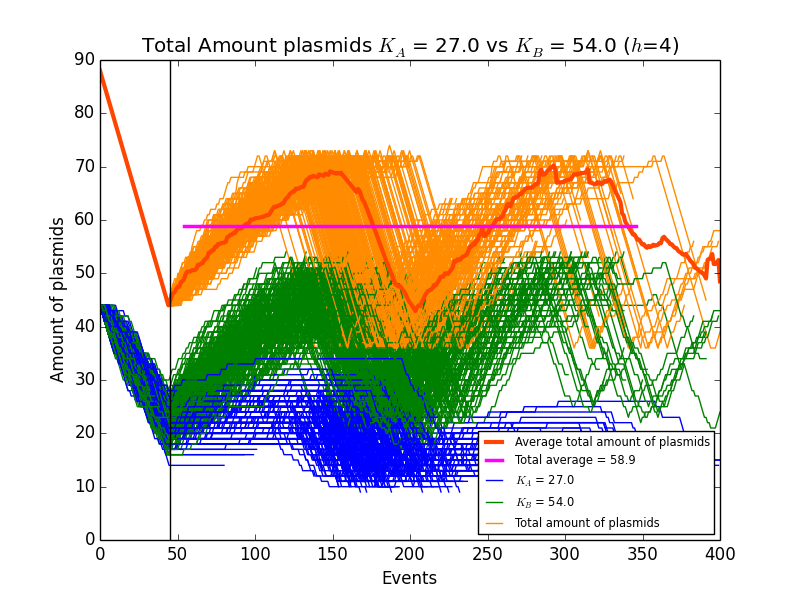 Total Amount plasmids K_A = 27.0 vs K_B = 54.0 (h=4)
90
80
70
60
50
40
30
20
10
0
Amount of plasmids
Average total amount of plasmids
Total average = 58.9
K_A = 27.0
K_B = 54.0
Total amount of plasmids
0 50 100 150 200 250 300 350 400
Events